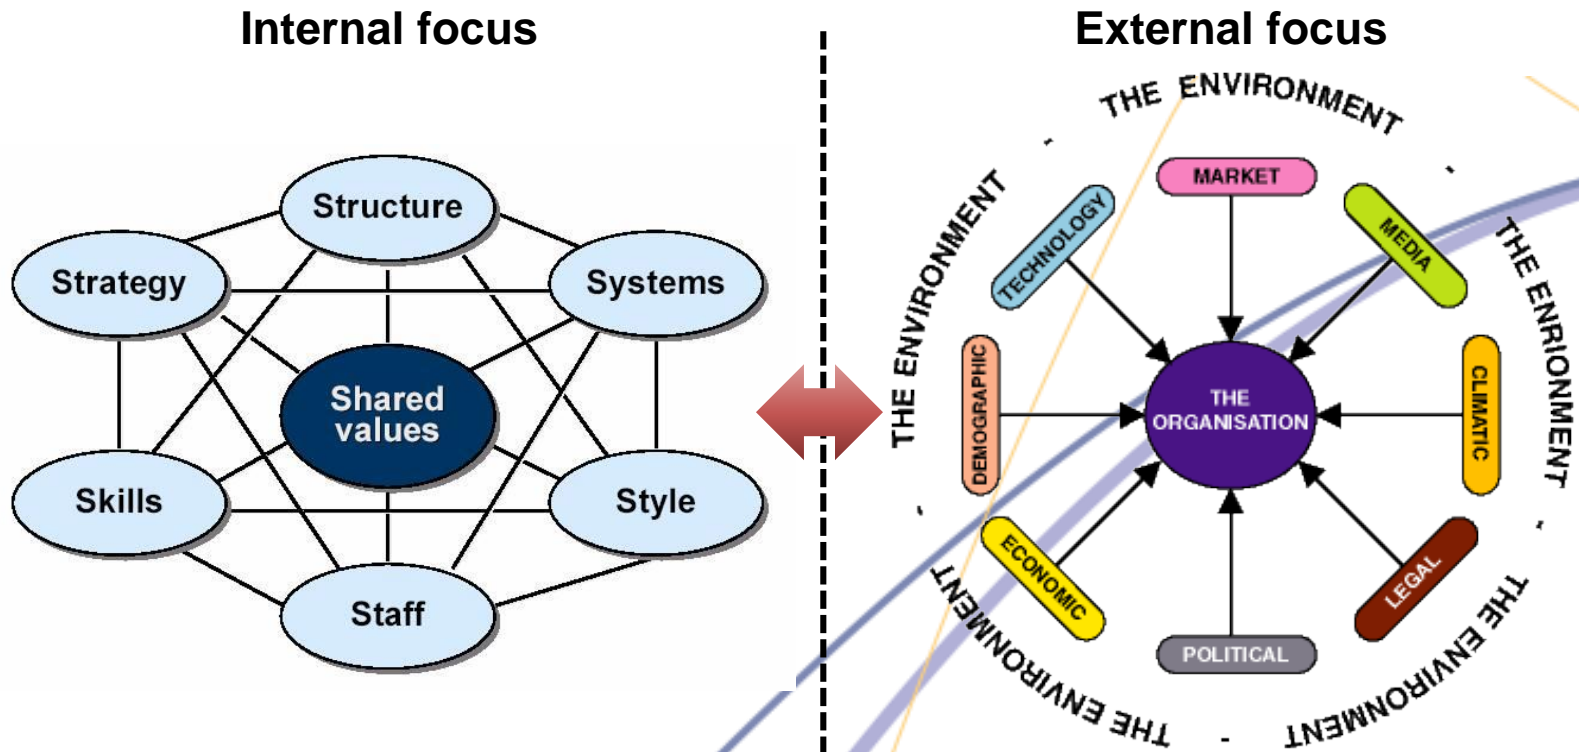 Internal focus
Structure
Strategy
Systems
Shared
values
Skills
Style
Staff
External focus
THE ENVIRONMENT
-
THE ENRIONMENT
-
THE ENVIRONMENT
-
THE ENVIRONMENT
-
THE ENVIRONMENT
-
MARKET
MEDIA
CLIMATIC
LEGAL
POLITICAL
ECONOMIC
DEMOGRAPHIC
TECHNOLOGY
THE
ORGANISATION